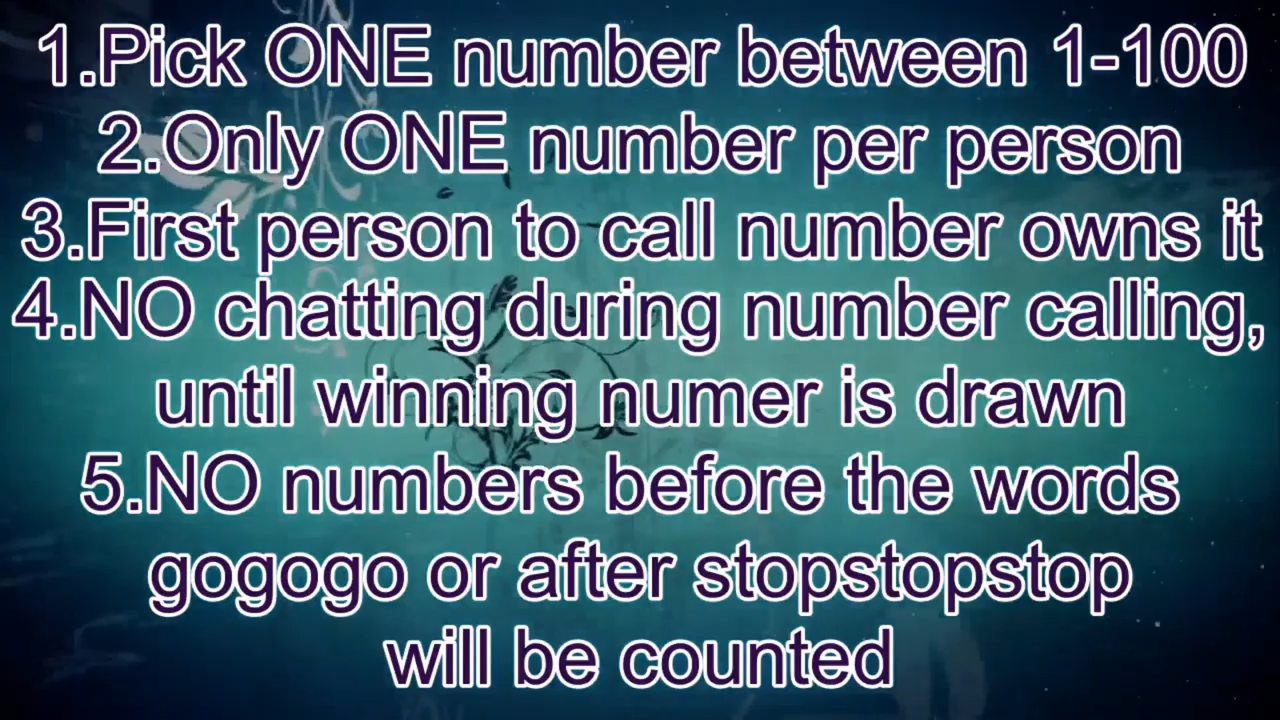 1.Pick ONE number between 1-100
2.Only ONE number per person
3.First person to call number owns it
4.NO chatting during number calling,
until winning numer is drawn
5.NO numbers before the words
gogogo or after stopstopstop
will be counted